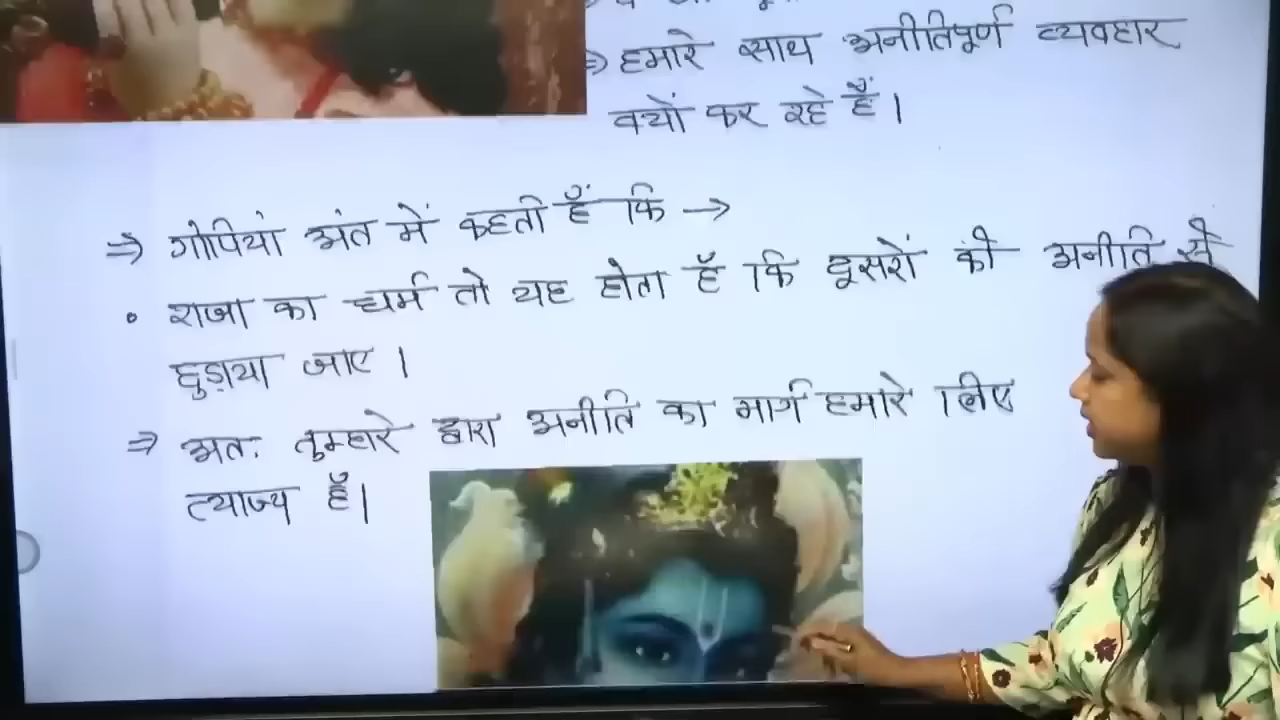 ⇒ हमारे साथ अनीतिपूर्ण व्यवहार
क्यों कर रहे हैं।
⇒ गोपियां अंत में कहती हैं कि →
• राजा का धर्म तो यह होता है कि दूसरों को अनीति से
छुड़ाया जाए।
⇒ अतः तुम्हारे द्वारा अनीति का मार्ग हमारे लिए
त्याज्य है।